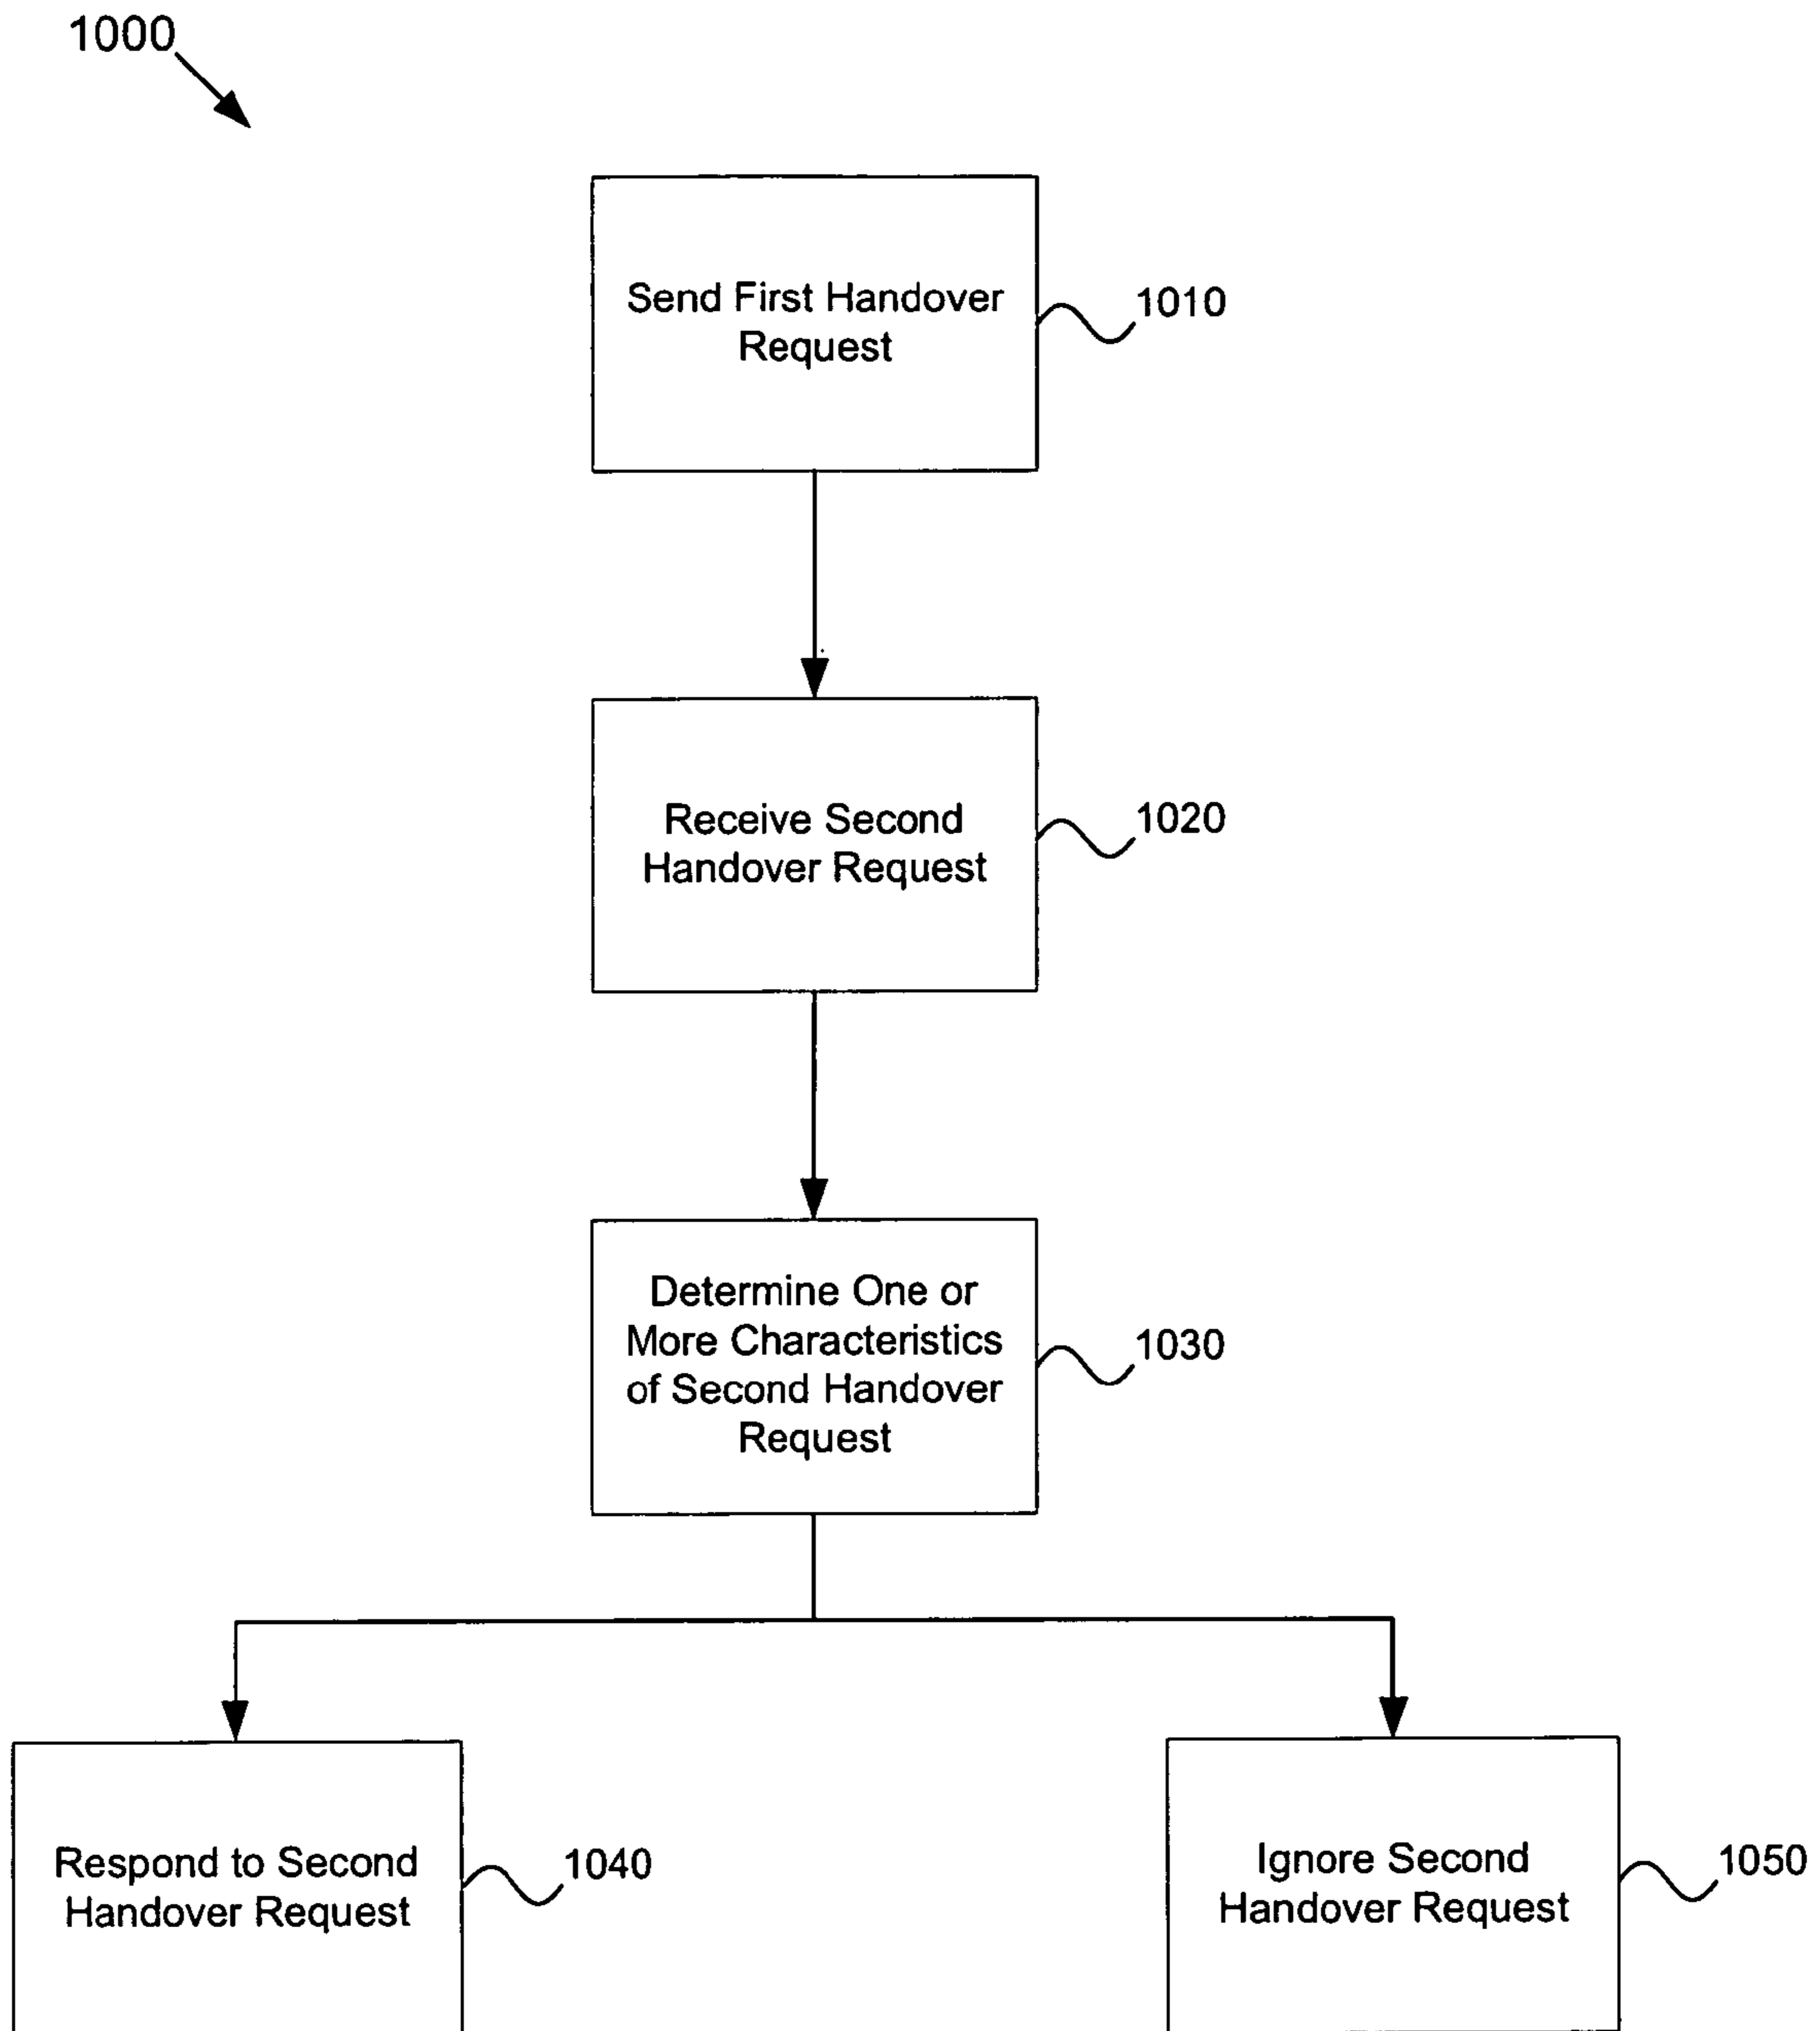 1000
Send First Handover
Request
1010
Receive Second
Handover Request
1020
Determine One or
More Characteristics
of Second Handover
Request
1030
Respond to Second
Handover Request
1040
Ignore Second
Handover Request
1050